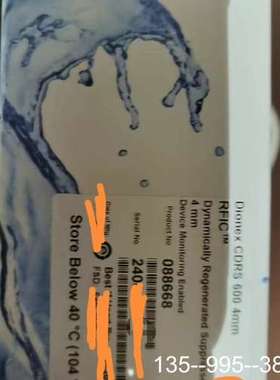 Dionex CDRS 600 4mm
RFIC™
Dynamically Regenerated
4 mm
Device Monitoring Enabled
Product No
088668
Serial No
240
Best
FSD
Store Below 40 °C (104
135--995--38